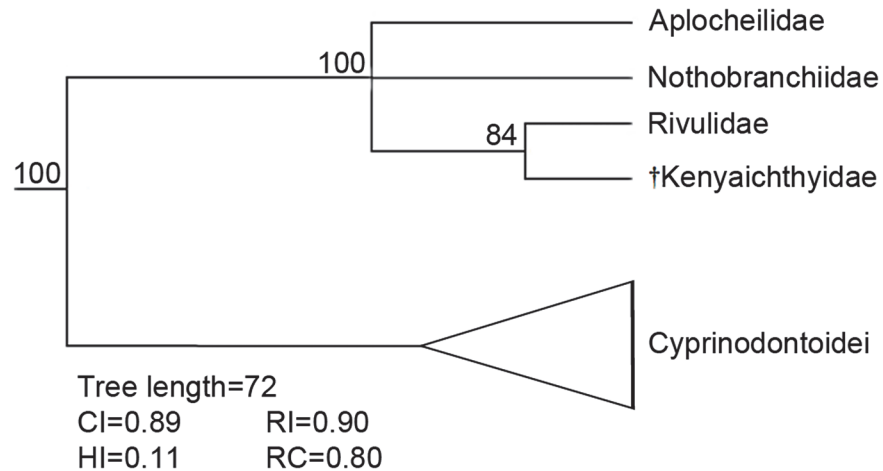 Aplocheilidae
100
Nothobranchiidae
Rivulidae
84
100
†Kenyaichthyidae
Cyprinodontoidei
Tree length=72
CI=0.89 RI=0.90
HI=0.11 RC=0.80